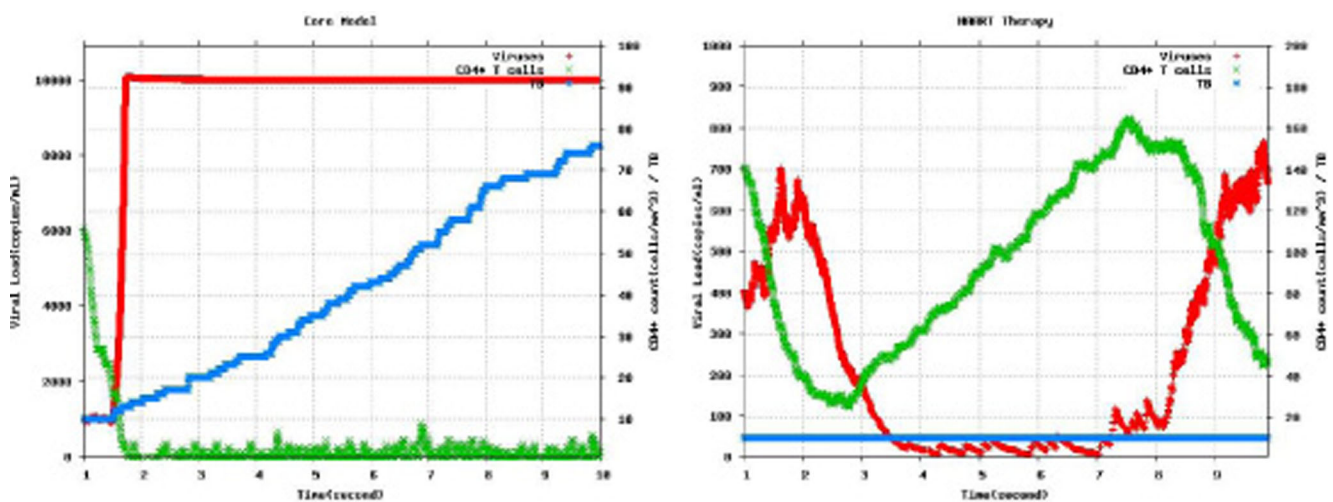 Core Model
Viruses
CD4+ T cells
TB
Viral Load(copies/ml)
10000
8000
6000
4000
2000
0
100
90
80
70
60
50
40
30
20
10
CD4+ count(cells/mm^3) / TB
1 2 3 4 5 6 7 8 9 10
Time(second)
HAART Therapy
Viruses
CD4+ T cells
TB
Viral Load(copies/ml)
1000
900
800
700
600
500
400
300
200
100
0
200
180
160
140
120
100
80
60
40
20
CD4+ count(cells/mm^3) / TB
1 2 3 4 5 6 7 8 9
Time(second)